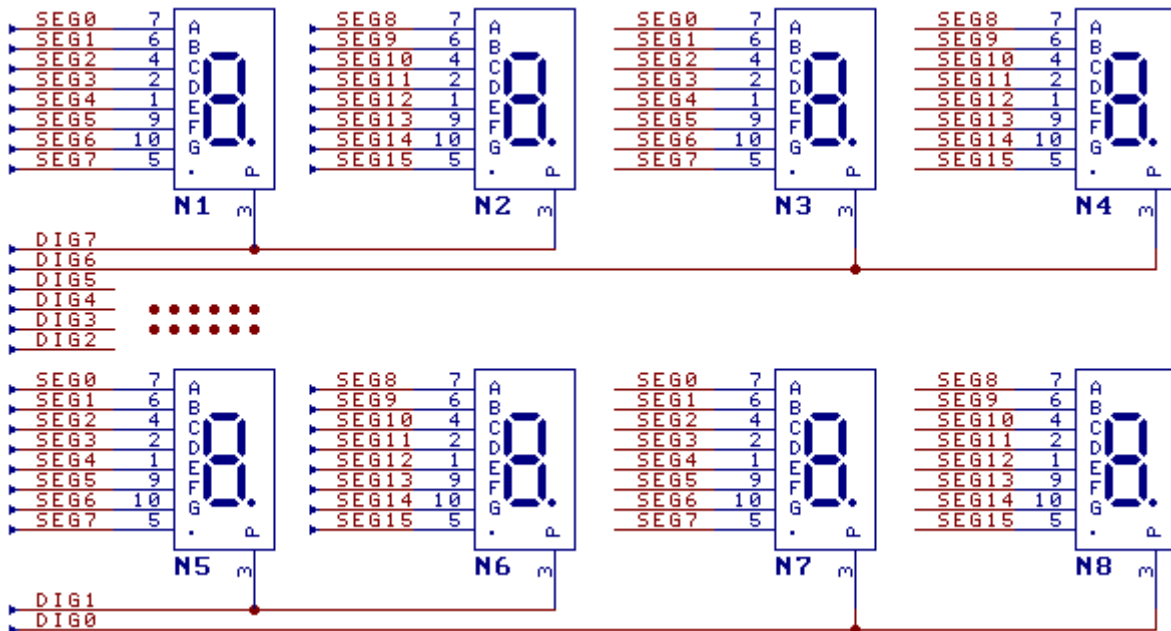 SEG0 7 A SEG8 7 A SEG0 7 A SEG8 7 A
SEG1 6 B SEG9 6 B SEG1 6 B SEG9 6 B
SEG2 4 C SEG10 4 C SEG2 4 C SEG10 4 C
SEG3 2 D SEG11 2 D SEG3 2 D SEG11 2 D
SEG4 1 E SEG12 1 E SEG4 1 E SEG12 1 E
SEG5 9 F SEG13 9 F SEG5 9 F SEG13 9 F
SEG6 10 G SEG14 10 G SEG6 10 G SEG14 10 G
SEG7 5 . P SEG15 5 . P SEG7 5 . P SEG15 5 . P
N1 3 N2 3 N3 3 N4 3
DIG7
DIG6
DIG5
DIG4
DIG3
DIG2
SEG0 7 A SEG8 7 A SEG0 7 A SEG8 7 A
SEG1 6 B SEG9 6 B SEG1 6 B SEG9 6 B
SEG2 4 C SEG10 4 C SEG2 4 C SEG10 4 C
SEG3 2 D SEG11 2 D SEG3 2 D SEG11 2 D
SEG4 1 E SEG12 1 E SEG4 1 E SEG12 1 E
SEG5 9 F SEG13 9 F SEG5 9 F SEG13 9 F
SEG6 10 G SEG14 10 G SEG6 10 G SEG14 10 G
SEG7 5 . P SEG15 5 . P SEG7 5 . P SEG15 5 . P
N5 3 N6 3 N7 3 N8 3
DIG1
DIG0